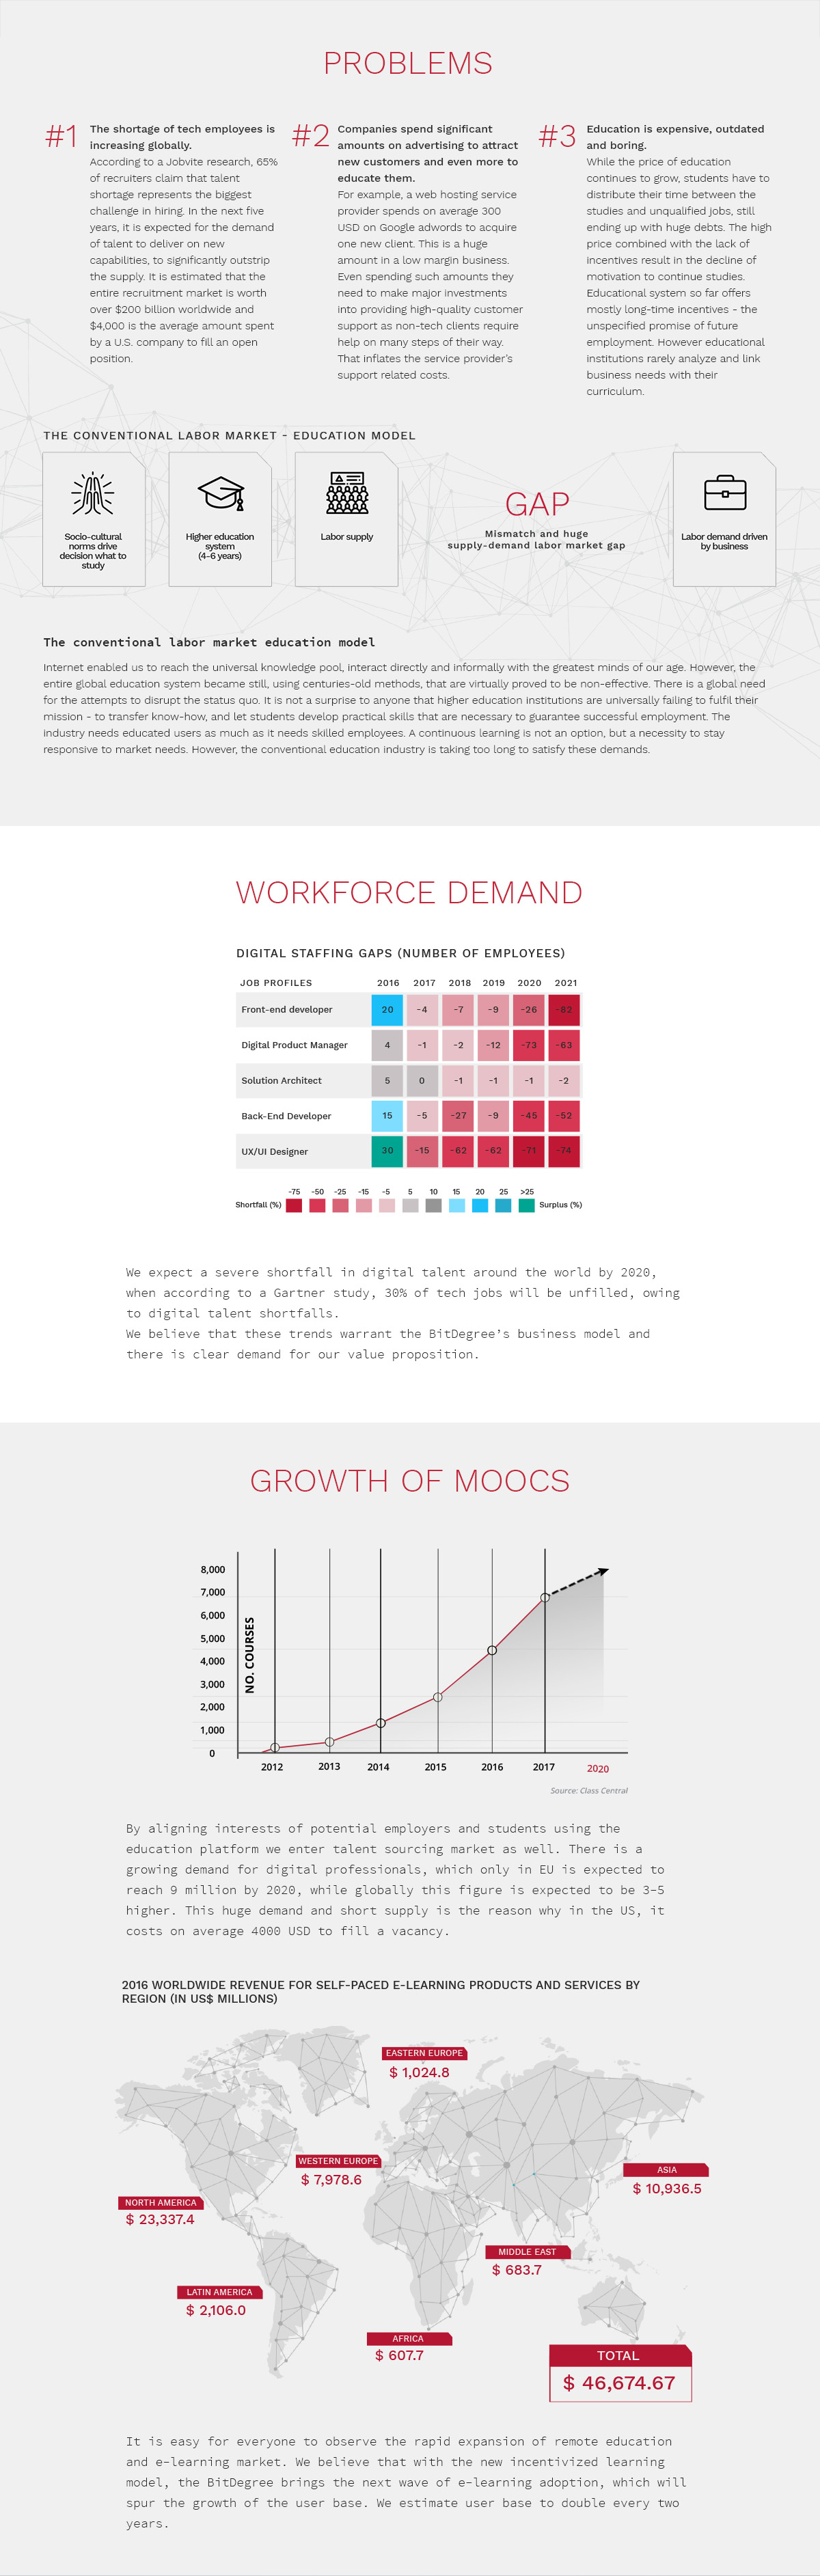 PROBLEMS
#1
The shortage of tech employees is
increasing globally.
According to a Jobvite research, 65%
of recruiters claim that talent
shortage represents the biggest
challenge in hiring. In the next five
years, it is expected for the demand
of talent to deliver on new
capabilities, to significantly outstrip
the supply. It is estimated that the
entire recruitment market is worth
over $200 billion worldwide and
$4,000 is the average amount spent
by a U.S. company to fill an open
position.
#2
Companies spend significant
amounts on advertising to attract
new customers and even more to
educate them.
For example, a web hosting service
provider spends on average 300
USD on Google adwords to acquire
one new client. This is a huge
amount in a low margin business.
Even spending such amounts they
need to make major investments
into providing high-quality customer
support as non-tech clients require
help on many steps of their way.
That inflates the service provider's
support related costs.
#3
Education is expensive, outdated
and boring.
While the price of education
continues to grow, students have to
distribute their time between the
studies and unqualified jobs, still
ending up with huge debts. The high
price combined with the lack of
incentives result in the decline of
motivation to continue studies.
Educational system so far offers
mostly long-time incentives - the
unspecified promise of future
employment. However educational
institutions rarely analyze and link
business needs with their
curriculum.
THE CONVENTIONAL LABOR MARKET - EDUCATION MODEL
Socio-cultural
norms drive
decision what to
study
Higher education
system
(4-6 years)
Labor supply
GAP
Mismatch and huge
supply-demand labor market gap
Labor demand driven
by business
The conventional labor market education model
Internet enabled us to reach the universal knowledge pool, interact directly and informally with the greatest minds of our age. However, the
entire global education system became still, using centuries-old methods, that are virtually proved to be non-effective. There is a global need
for the attempts to disrupt the status quo. It is not a surprise to anyone that higher education institutions are universally failing to fulfil their
mission - to transfer know-how, and let students develop practical skills that are necessary to guarantee successful employment. The
industry needs educated users as much as it needs skilled employees. A continuous learning is not an option, but a necessity to stay
responsive to market needs. However, the conventional education industry is taking too long to satisfy these demands.
WORKFORCE DEMAND
DIGITAL STAFFING GAPS (NUMBER OF EMPLOYEES)
JOB PROFILES 2016 2017 2018 2019 2020 2021
Front-end developer 20 -4 -7 -9 -26 -82
Digital Product Manager 4 -1 -2 -12 -73 -63
Solution Architect 5 0 -1 -1 -1 -2
Back-End Developer 15 -5 -27 -9 -45 -52
UX/UI Designer 30 -15 -62 -62 -71 -74
-75 -50 -25 -15 -5 5 10 15 20 25 >25
Shortfall (%) Surplus (%)
We expect a severe shortfall in digital talent around the world by 2020,
when according to a Gartner study, 30% of tech jobs will be unfilled, owing
to digital talent shortfalls.
We believe that these trends warrant the BitDegree's business model and
there is clear demand for our value proposition.
GROWTH OF MOOCS
8,000
7,000
6,000
5,000
4,000
3,000
2,000
1,000
0
NO. COURSES
2012 2013 2014 2015 2016 2017 2020
Source: Class Central
By aligning interests of potential employers and students using the
education platform we enter talent sourcing market as well. There is a
growing demand for digital professionals, which only in EU is expected to
reach 9 million by 2020, while globally this figure is expected to be 3-5
higher. This huge demand and short supply is the reason why in the US, it
costs on average 4000 USD to fill a vacancy.
2016 WORLDWIDE REVENUE FOR SELF-PACED E-LEARNING PRODUCTS AND SERVICES BY
REGION (IN US$ MILLIONS)
EASTERN EUROPE
$ 1,024.8
WESTERN EUROPE
$ 7,978.6
ASIA
$ 10,936.5
NORTH AMERICA
$ 23,337.4
MIDDLE EAST
$ 683.7
LATIN AMERICA
$ 2,106.0
AFRICA
$ 607.7
TOTAL
$ 46,674.67
It is easy for everyone to observe the rapid expansion of remote education
and e-learning market. We believe that with the new incentivized learning
model, the BitDegree brings the next wave of e-learning adoption, which will
spur the growth of the user base. We estimate user base to double every two
years.